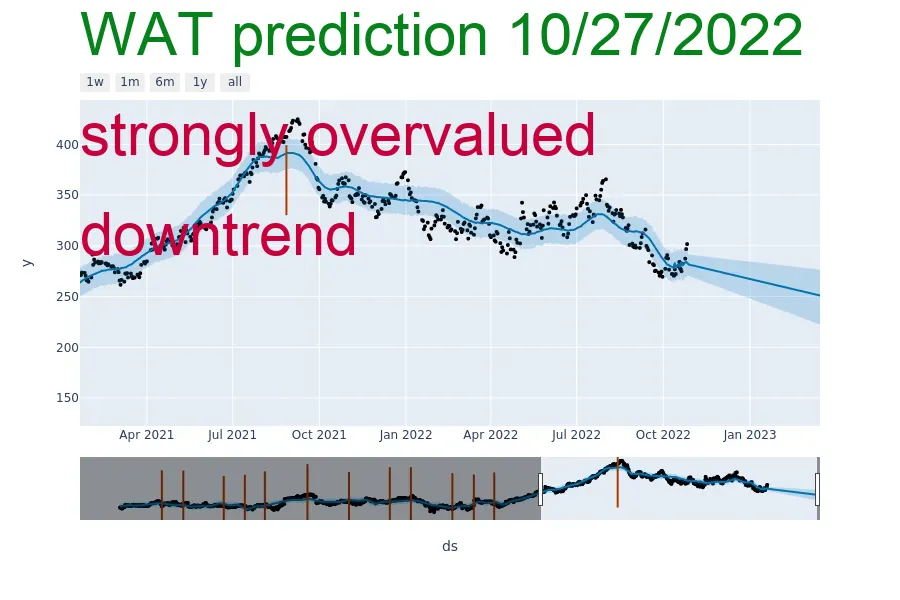 WAT prediction 10/27/2022
1w 1m 6m 1y all
strongly overvalued
downtrend
400
350
300
250
200
150
y
Apr 2021 Jul 2021 Oct 2021 Jan 2022 Apr 2022 Jul 2022 Oct 2022 Jan 2023
ds